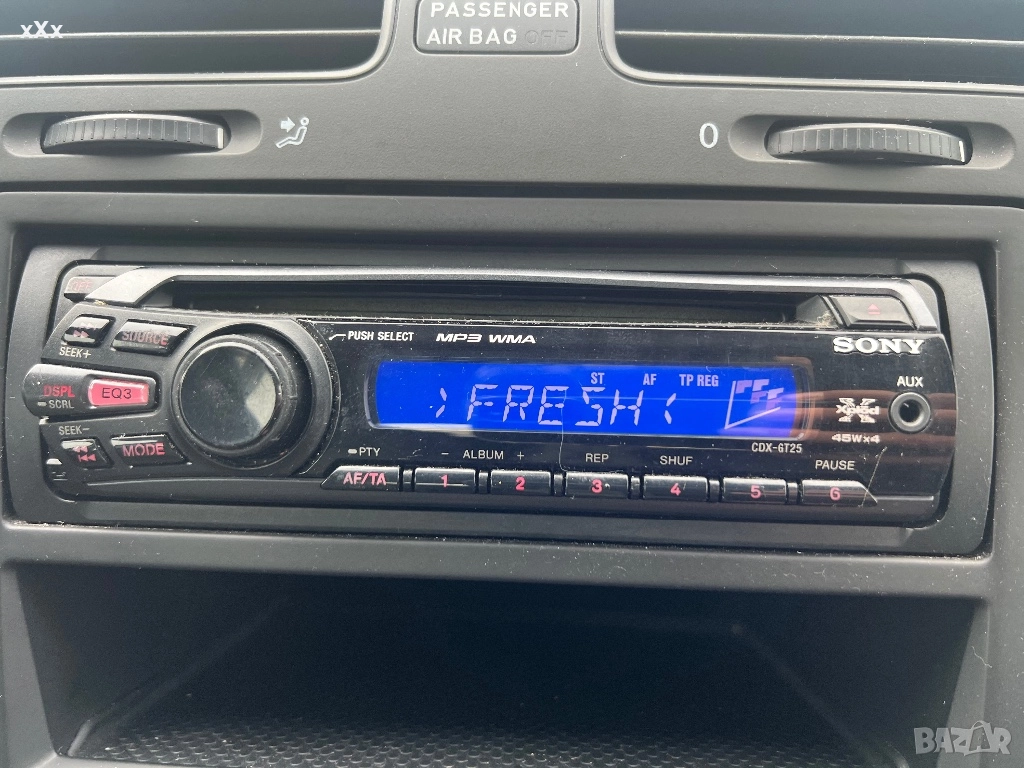 xXx
PASSENGER
AIR BAG OFF
0
PUSH SELECT
MP3 WMA
SONY
SOURCE
SEEK+
DSPL
SCRL
EQ3
SEEK-
MODE
ST AF TP REG
>FRESH<
AUX
Xplod
45Wx4
CDX-GT25
PTY
- ALBUM +
REP
SHUF
PAUSE
AF/TA
1
2
3
4
5
6
BAZAR